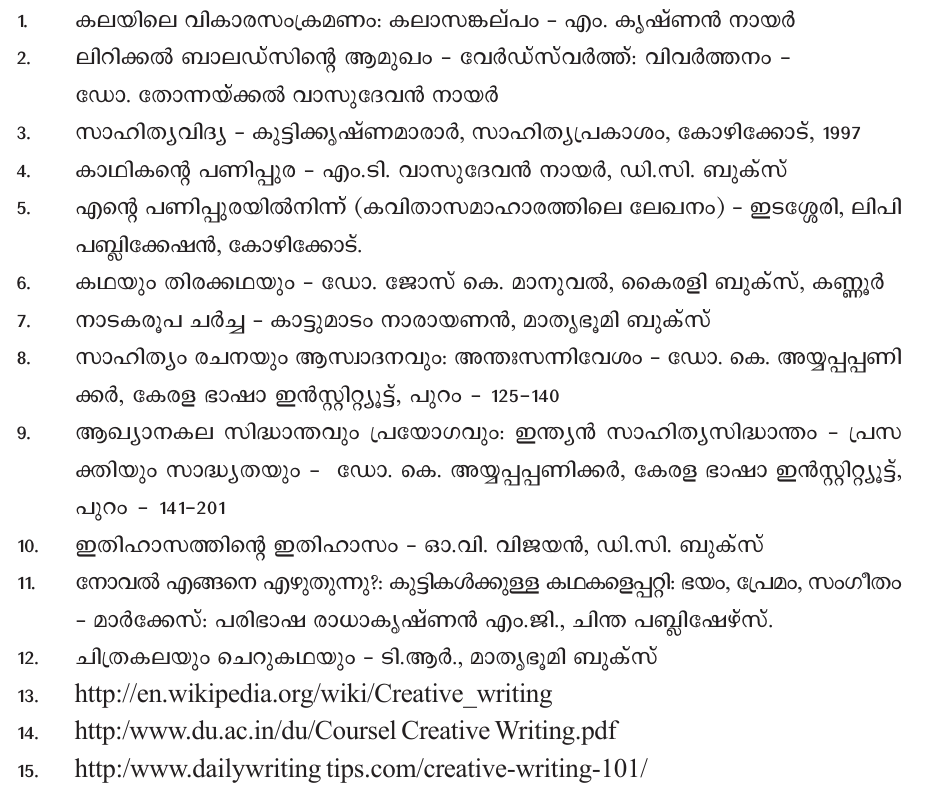 1. കലയിലെ വികാരസംക്രമണം: കലാസങ്കല്പം – എം. കൃഷ്ണൻ നായർ
2. ലിറിക്കൽ ബാലഡ്സിന്റെ ആമുഖം – വേർഡ്സ്വർത്ത്: വിവർത്തനം –
ഡോ. തോന്നയ്ക്കൽ വാസുദേവൻ നായർ
3. സാഹിത്യവിദ്യ – കുട്ടിക്കൃഷ്ണമാരാർ, സാഹിത്യപ്രകാശം, കോഴിക്കോട്, 1997
4. കാഥികന്റെ പണിപ്പുര – എം.ടി. വാസുദേവൻ നായർ, ഡി.സി. ബുക്സ്
5. എന്റെ പണിപ്പുരയിൽനിന്ന് (കവിതാസമാഹാരത്തിലെ ലേഖനം) – ഇടശ്ശേരി, ലിപി
പബ്ലിക്കേഷൻ, കോഴിക്കോട്.
6. കഥയും തിരക്കഥയും – ഡോ. ജോസ് കെ. മാനുവൽ, കൈരളി ബുക്സ്, കണ്ണൂർ
7. നാടകരൂപ ചർച്ച – കാട്ടുമാടം നാരായണൻ, മാതൃഭൂമി ബുക്സ്
8. സാഹിത്യം രചനയും ആസ്വാദനവും: അന്തഃസന്നിവേശം – ഡോ. കെ. അയ്യപ്പപ്പണി
ക്കർ, കേരള ഭാഷാ ഇൻസ്റ്റിറ്റ്യൂട്ട്, പുറം – 125-140
9. ആഖ്യാനകല സിദ്ധാന്തവും പ്രയോഗവും: ഇന്ത്യൻ സാഹിത്യസിദ്ധാന്തം – പ്രസ
ക്തിയും സാദ്ധ്യതയും – ഡോ. കെ. അയ്യപ്പപ്പണിക്കർ, കേരള ഭാഷാ ഇൻസ്റ്റിറ്റ്യൂട്ട്,
പുറം – 141-201
10. ഇതിഹാസത്തിന്റെ ഇതിഹാസം – ഓ.വി. വിജയൻ, ഡി.സി. ബുക്സ്
11. നോവൽ എങ്ങനെ എഴുതുന്നു?: കുട്ടികൾക്കുള്ള കഥകളെപ്പറ്റി: ഭയം, പ്രേമം, സംഗീതം
– മാർക്കേസ്: പരിഭാഷ രാധാകൃഷ്ണൻ എം.ജി., ചിന്ത പബ്ലിഷേഴ്സ്.
12. ചിത്രകലയും ചെറുകഥയും – ടി.ആർ., മാതൃഭൂമി ബുക്സ്
13. http://en.wikipedia.org/wiki/Creative_writing
14. http:/www.du.ac.in/du/Coursel Creative Writing.pdf
15. http:/www.dailywriting tips.com/creative-writing-101/